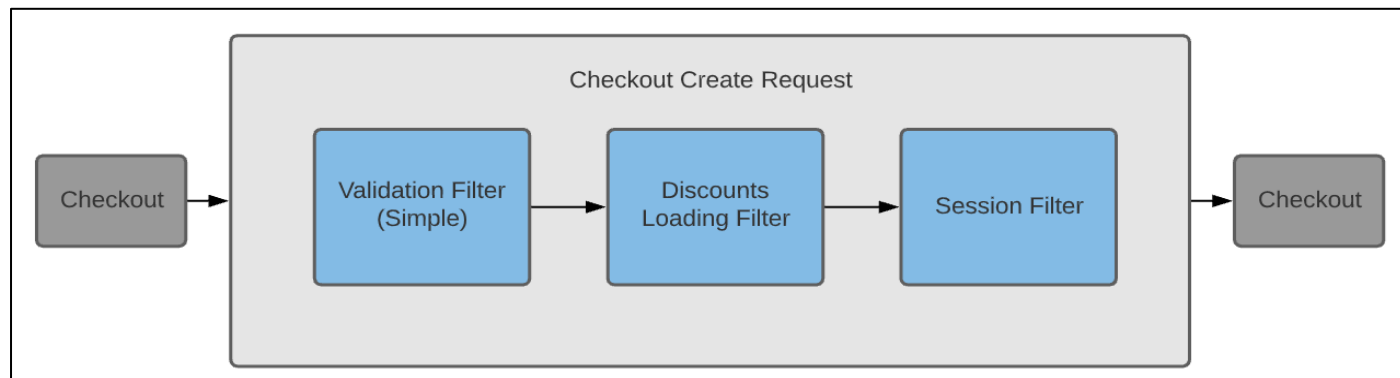 Checkout Create Request
Checkout
Validation Filter
(Simple)
Discounts
Loading Filter
Session Filter
Checkout